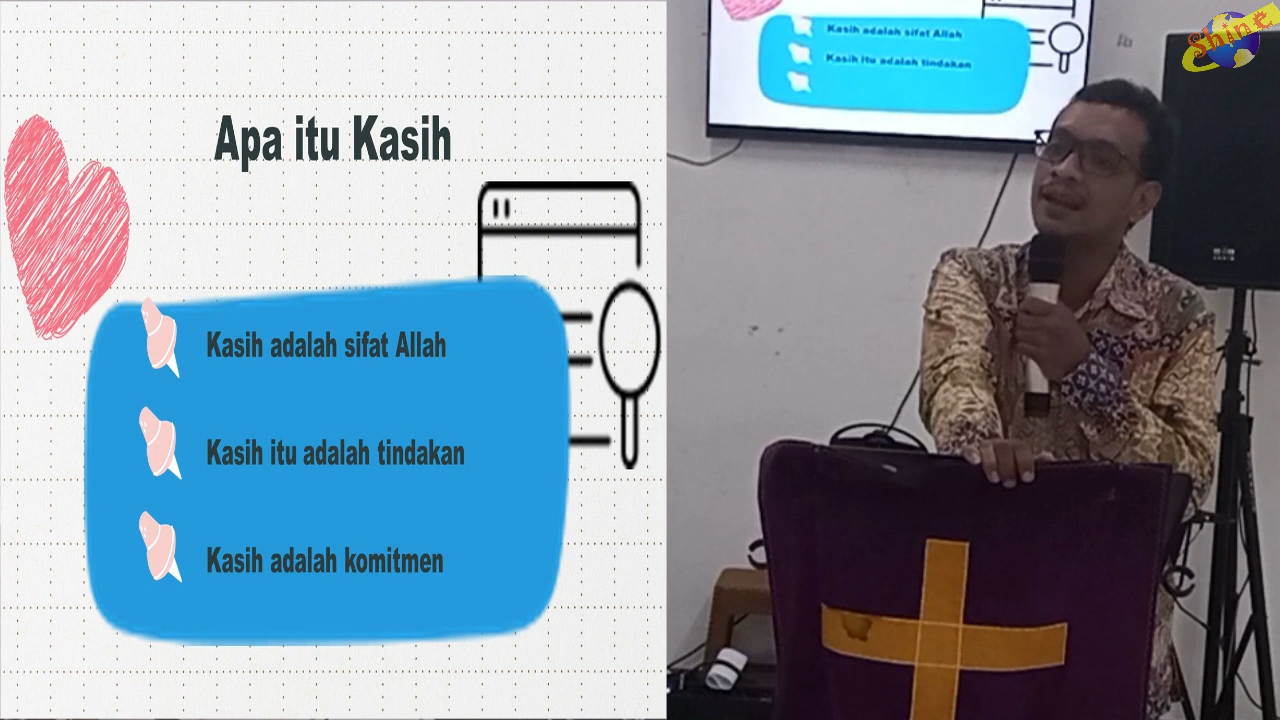 Apa itu Kasih
Kasih adalah sifat Allah
Kasih itu adalah tindakan
Kasih adalah komitmen
Kasih adalah sifat Allah
Kasih itu adalah tindakan
Shine